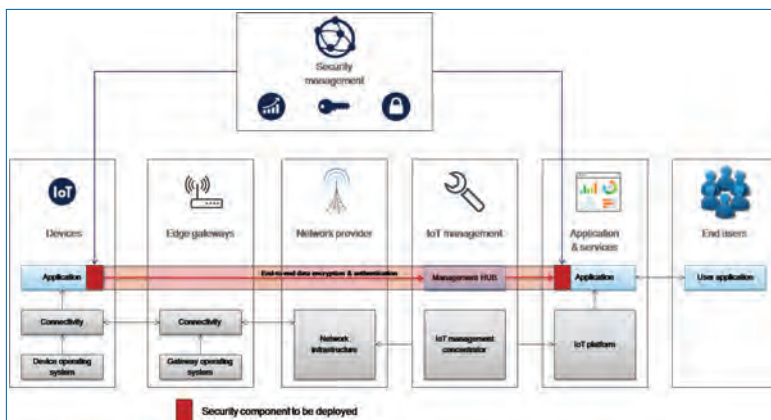 Security
management
IoT
Devices
Edge gateways
Network provider
IoT management
Application
& services
End users
Application
End-to-end data encryption & authentication
Management HUB
Application
User application
Connectivity
Connectivity
Network
infrastructure
IoT management
concentrator
IoT platform
Device operating
system
Gateway operating
system
Security component to be deployed